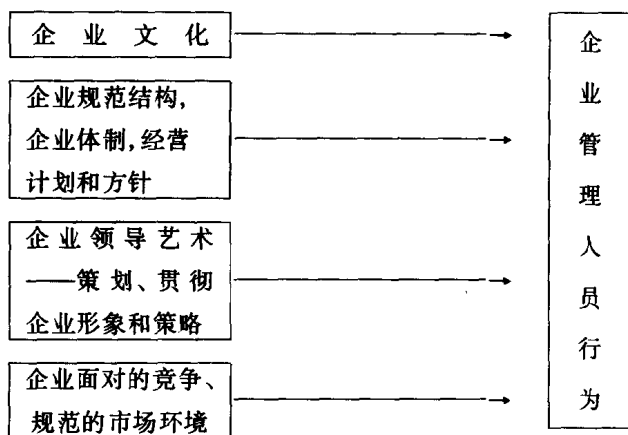 企业文化
企业规范结构,
企业体制,经营
计划和方针
企业领导艺术
——策划、贯彻
企业形象和策略
企业面对的竞争、
规范的市场环境
企业管理人员行为